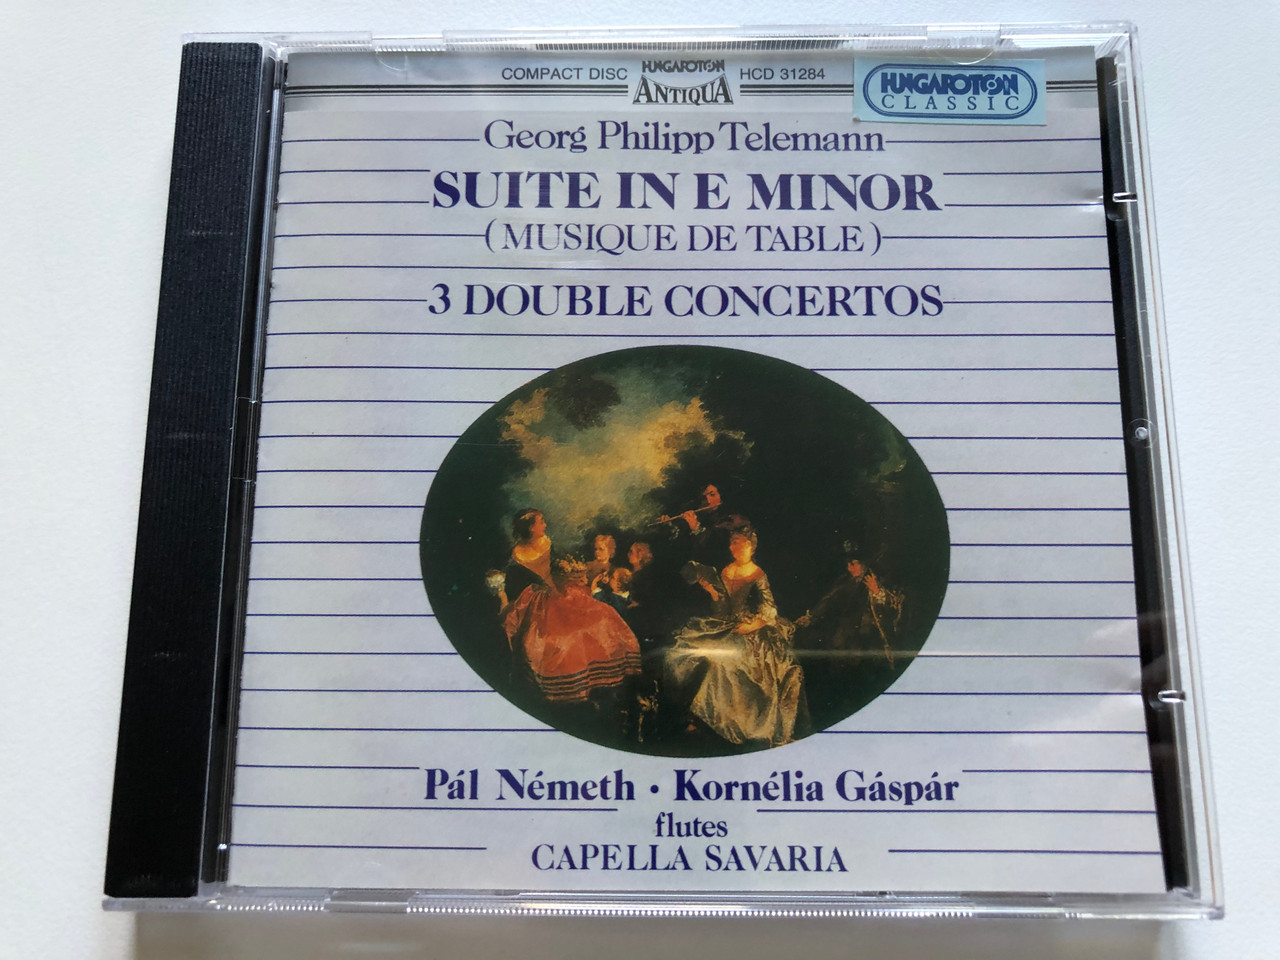 COMPACT DISC HUNGAROTON HCD 31284
ANTIQUA
HUNGAROTON
CLASSIC
Georg Philipp Telemann
SUITE IN E MINOR
(MUSIQUE DE TABLE)
3 DOUBLE CONCERTOS
Pál Németh • Kornélia Gáspár
flutes
CAPELLA SAVARIA